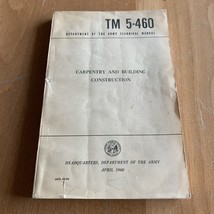 TM 5-460
DEPARTMENT OF THE ARMY TECHNICAL MANUAL
CARPENTRY AND BUILDING
CONSTRUCTION
HEADQUARTERS, DEPARTMENT OF THE ARMY
APRIL 1960